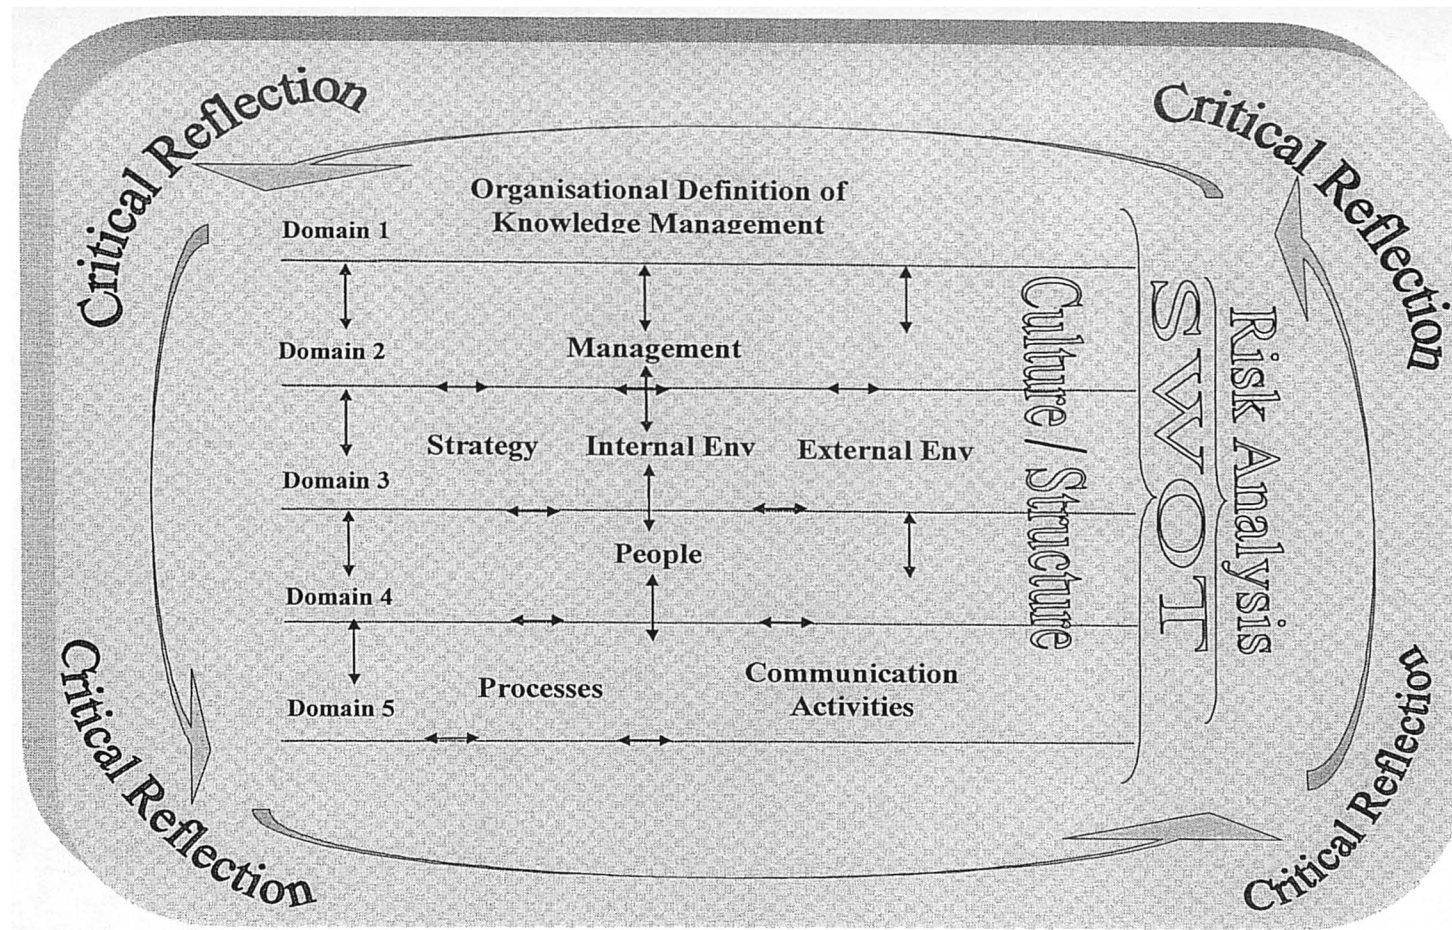 Critical Reflection
Critical Reflection
Organisational Definition of
Knowledge Management
Domain 1
Domain 2
Management
Strategy
Internal Env
External Env
Domain 3
People
Domain 4
Processes
Communication
Activities
Domain 5
Culture / Structure
SWOT
Risk Analysis
Critical Reflection
Critical Reflection